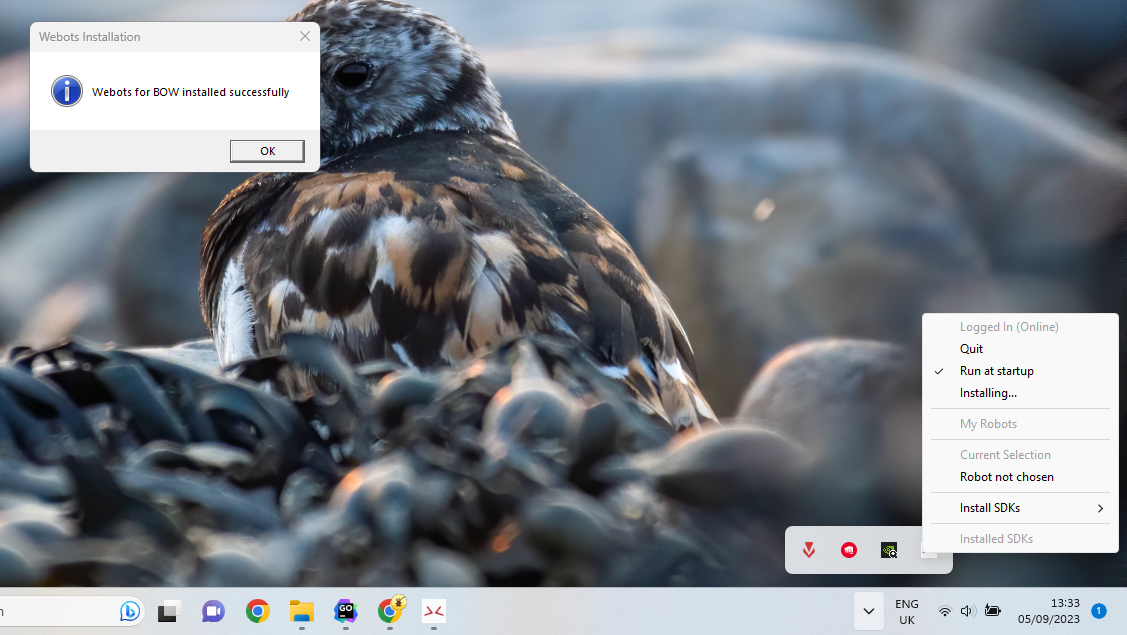 Webots Installation
Webots for BOW installed successfully
OK
Logged In (Online)
Quit
Run at startup
Installing...
My Robots
Current Selection
Robot not chosen
Install SDKs
Installed SDKs
GO
ENG
UK
13:33
05/09/2023
1